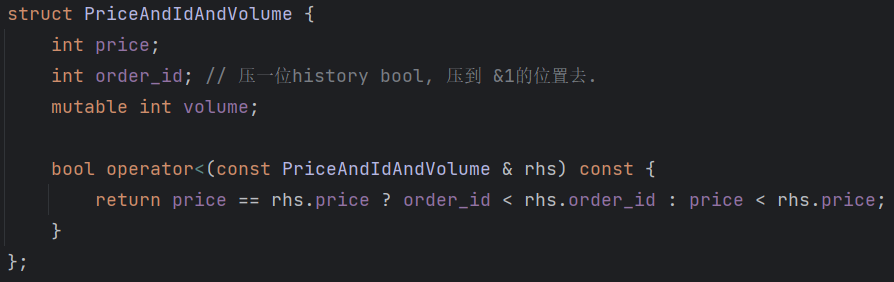 struct PriceAndIdAndVolume {
    int price;
    int order_id; // 压一位history bool, 压到 &1的位置去.
    mutable int volume;

    bool operator<(const PriceAndIdAndVolume & rhs) const {
        return price == rhs.price ? order_id < rhs.order_id : price < rhs.price;
    }
};